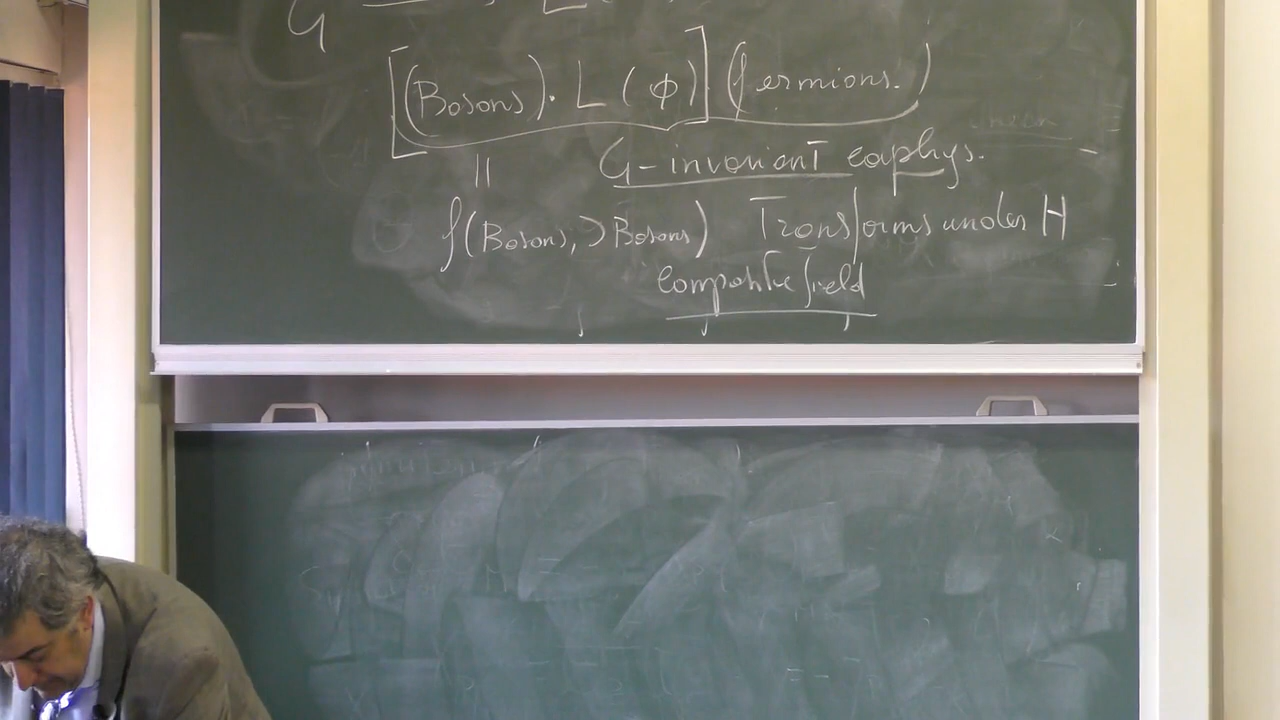 G
[(Bosons). L (ϕ)] (fermions.)
|| G-invariant couplings.
f(Bosons, ∂Bosons) Transforms under H
composite field